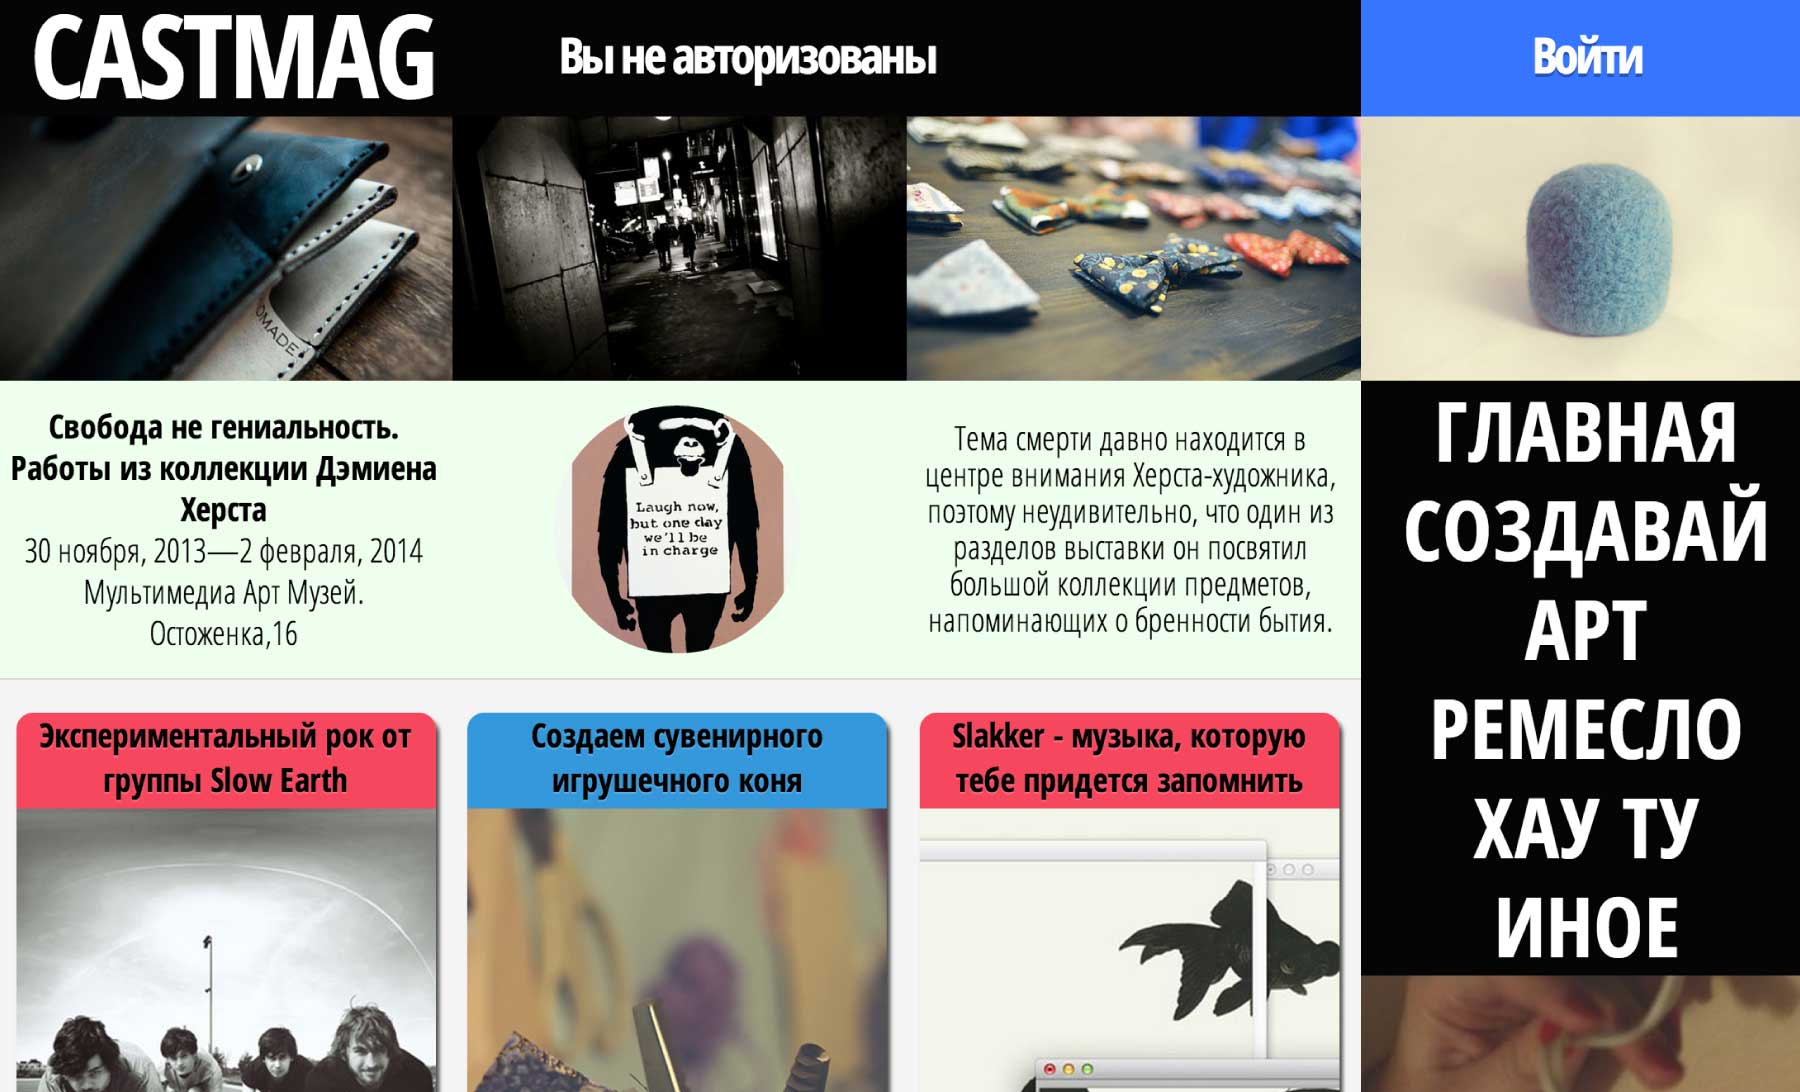 CASTMAG
Вы не авторизованы
Войти
OMADE
Свобода не гениальность.
Работы из коллекции Дэмиена
Херста
30 ноября, 2013—2 февраля, 2014
Мультимедиа Арт Музей.
Остоженка,16
Laugh now,
but one day
we'll be
in charge
Тема смерти давно находится в
центре внимания Херста-художника,
поэтому неудивительно, что один из
разделов выставки он посвятил
большой коллекции предметов,
напоминающих о бренности бытия.
ГЛАВНАЯ
СОЗДАВАЙ
АРТ
РЕМЕСЛО
ХАУ ТУ
ИНОЕ
Экспериментальный рок от
группы Slow Earth
Создаем сувенирного
игрушечного коня
Slakker - музыка, которую
тебе придется запомнить